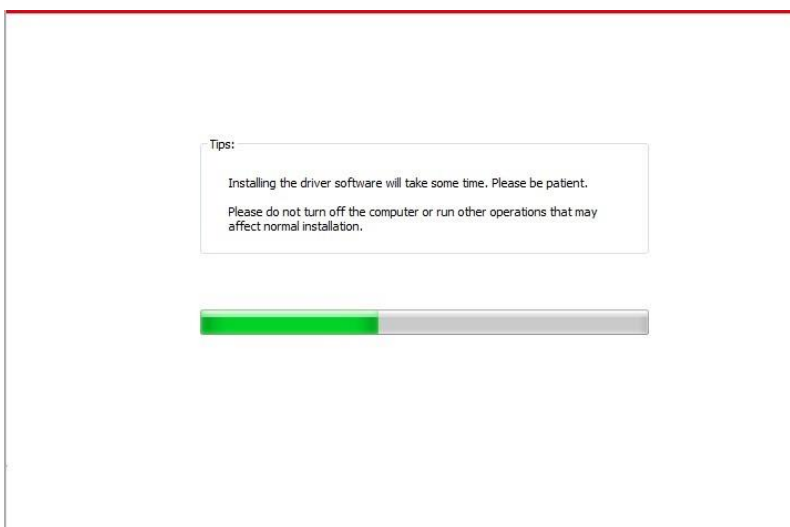 Tips:
Installing the driver software will take some time. Please be patient.
Please do not turn off the computer or run other operations that may
affect normal installation.